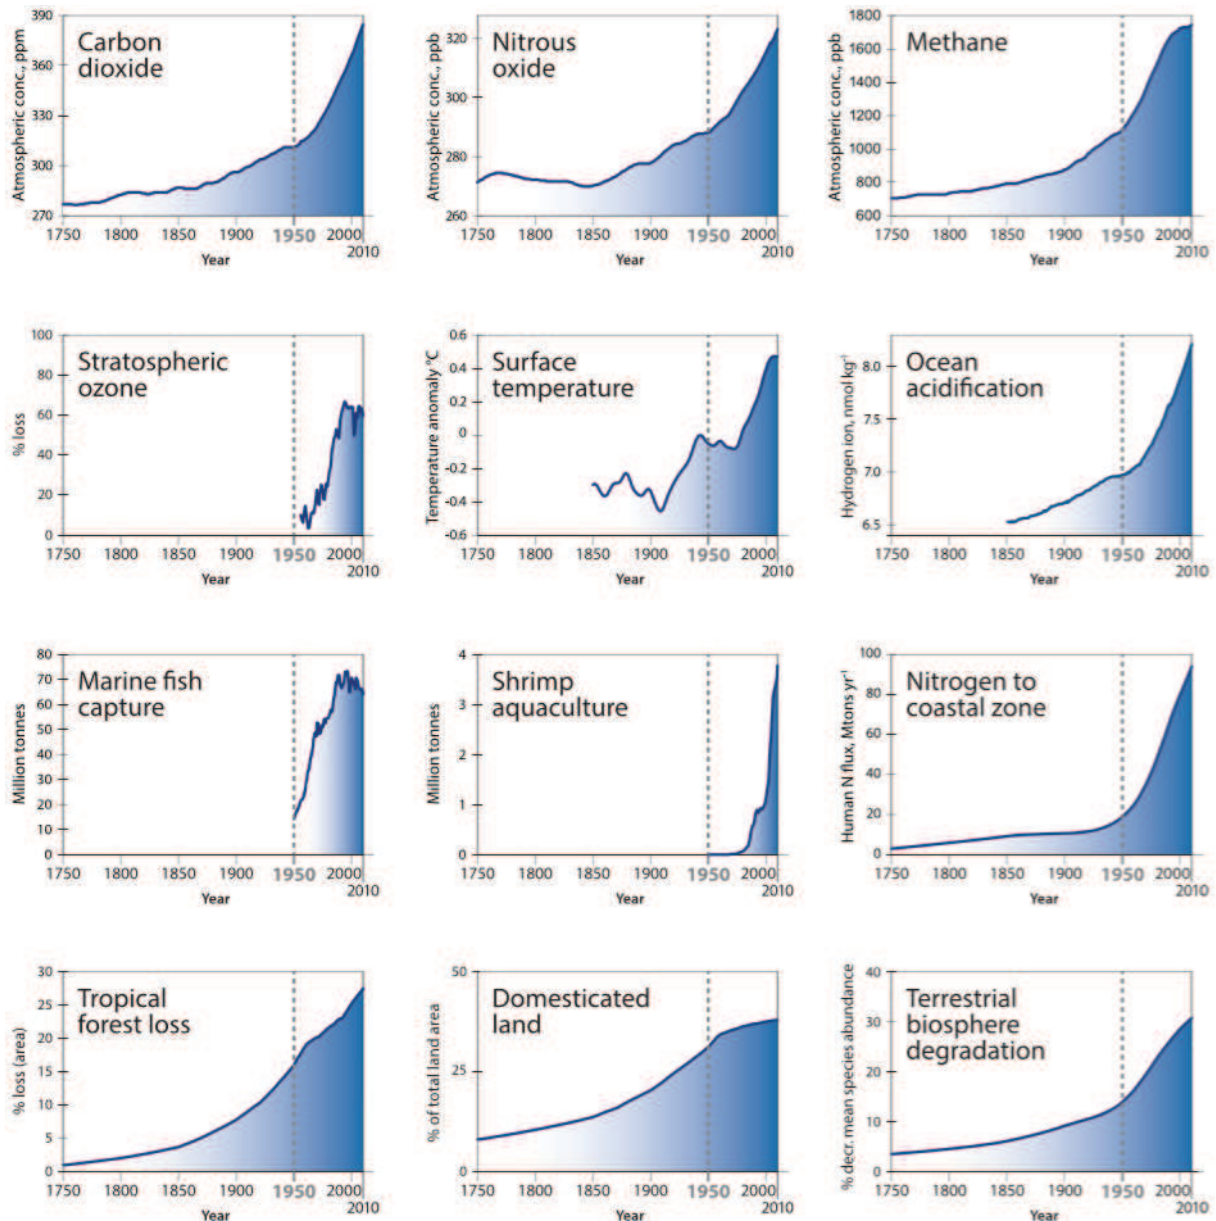 Carbon
dioxide
Atmospheric conc., ppm
390
360
330
300
270
1750 1800 1850 1900 1950 2000
2010
Year
Nitrous
oxide
Atmospheric conc., ppb
320
300
280
260
1750 1800 1850 1900 1950 2000
2010
Year
Methane
Atmospheric conc., ppb
1800
1600
1400
1200
1000
800
600
1750 1800 1850 1900 1950 2000
2010
Year
Stratospheric
ozone
% loss
100
80
60
40
20
0
1750 1800 1850 1900 1950 2000
2010
Year
Surface
temperature
Temperature anomaly °C
0.6
0.4
0.2
0
-0.2
-0.4
-0.6
1750 1800 1850 1900 1950 2000
2010
Year
Ocean
acidification
Hydrogen ion, nmol kg⁻¹
8.0
7.5
7.0
6.5
1750 1800 1850 1900 1950 2000
2010
Year
Marine fish
capture
Million tonnes
80
70
60
50
40
30
20
10
0
1750 1800 1850 1900 1950 2000
2010
Year
Shrimp
aquaculture
Million tonnes
4
3
2
1
0
1750 1800 1850 1900 1950 2000
2010
Year
Nitrogen to
coastal zone
Human N flux, Mtons yr⁻¹
100
80
60
40
20
0
1750 1800 1850 1900 1950 2000
2010
Year
Tropical
forest loss
% loss (area)
30
25
20
15
10
5
0
1750 1800 1850 1900 1950 2000
2010
Year
Domesticated
land
% of total land area
50
25
0
1750 1800 1850 1900 1950 2000
2010
Year
Terrestrial
biosphere
degradation
% decr. mean species abundance
40
30
20
10
0
1750 1800 1850 1900 1950 2000
2010
Year